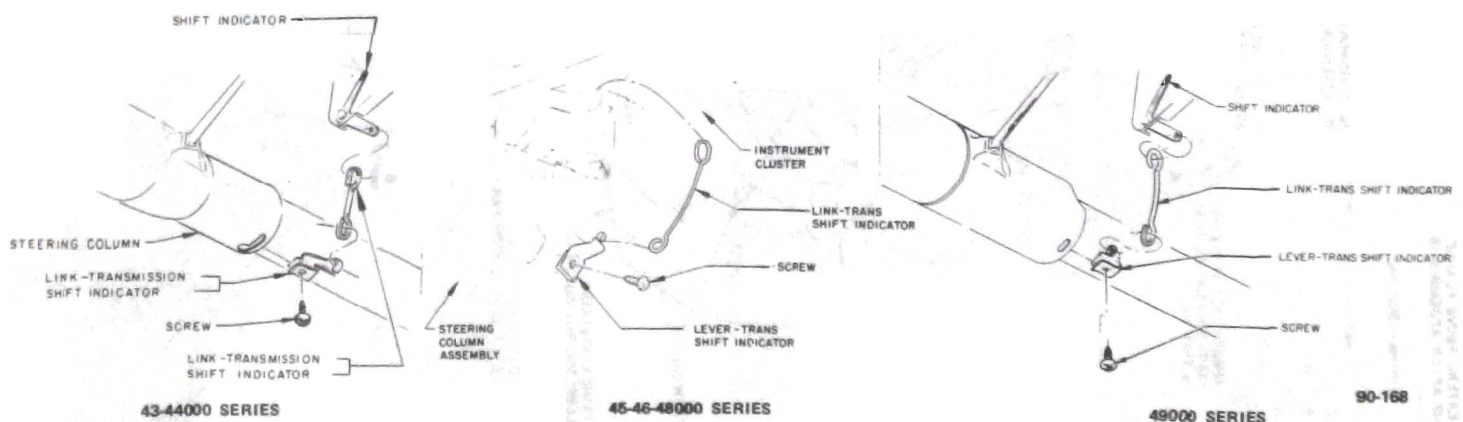 SHIFT INDICATOR
STEERING COLUMN
LINK-TRANSMISSION
SHIFT INDICATOR
SCREW
LINK-TRANSMISSION
SHIFT INDICATOR
43-44000 SERIES
INSTRUMENT
CLUSTER
LINK-TRANS
SHIFT INDICATOR
SCREW
STEERING
COLUMN
ASSEMBLY
LEVER-TRANS
SHIFT INDICATOR
45-46-48000 SERIES
SHIFT INDICATOR
LINK-TRANS SHIFT INDICATOR
LEVER-TRANS SHIFT INDICATOR
SCREW
49000 SERIES
90-168